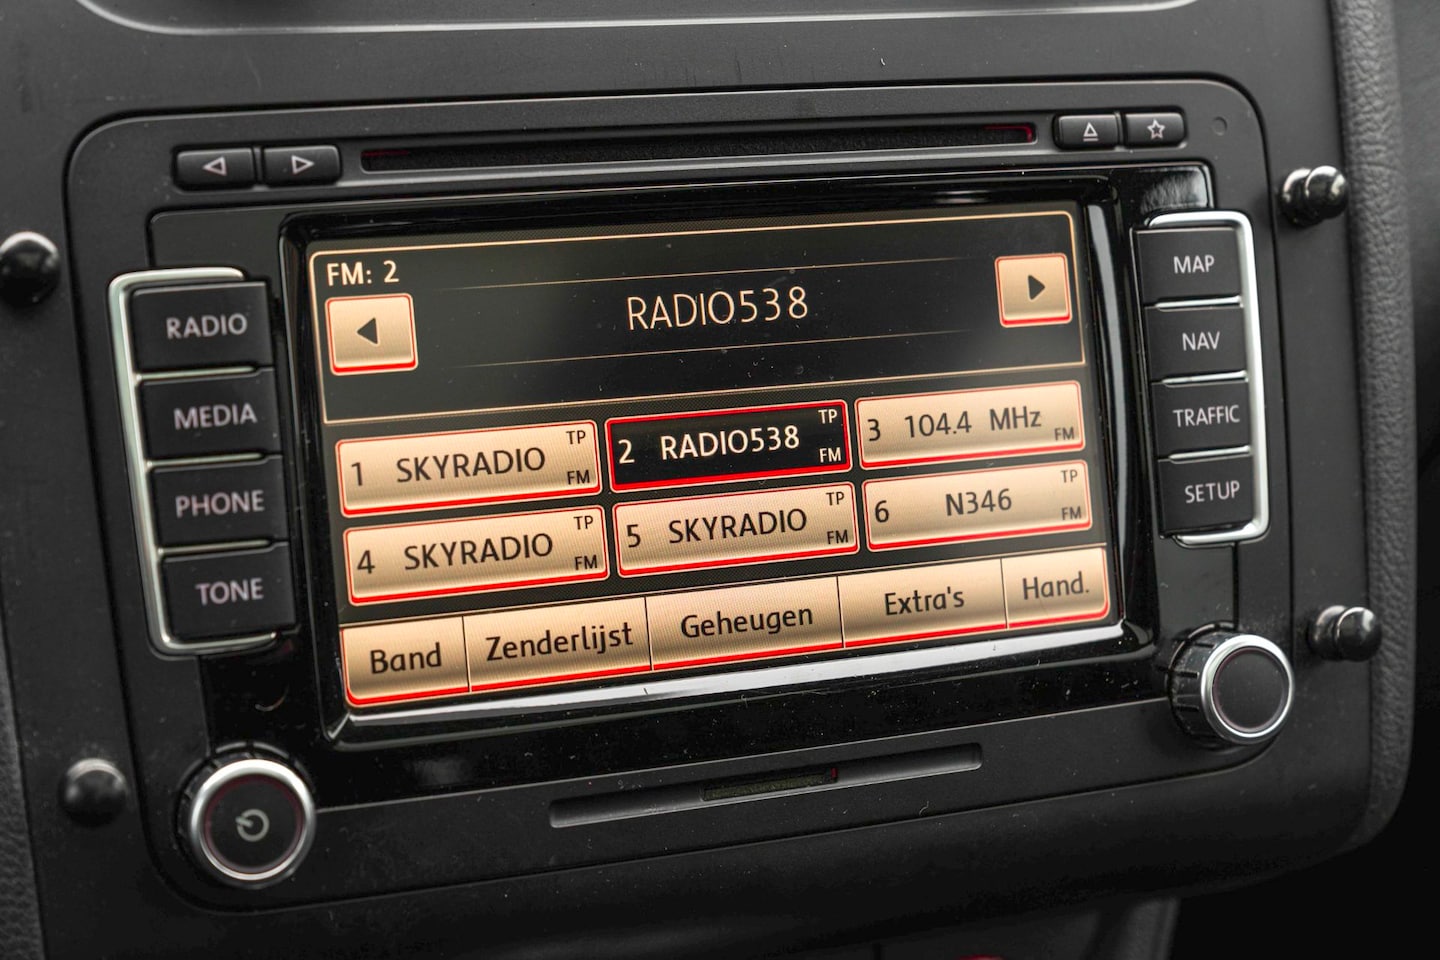 FM: 2
RADIO538
1 SKYRADIO TP FM
2 RADIO538 TP FM
3 104.4 MHz FM
4 SKYRADIO TP FM
5 SKYRADIO TP FM
6 N346 TP FM
Band Zenderlijst Geheugen Extra's Hand.
RADIO
MEDIA
PHONE
TONE
MAP
NAV
TRAFFIC
SETUP